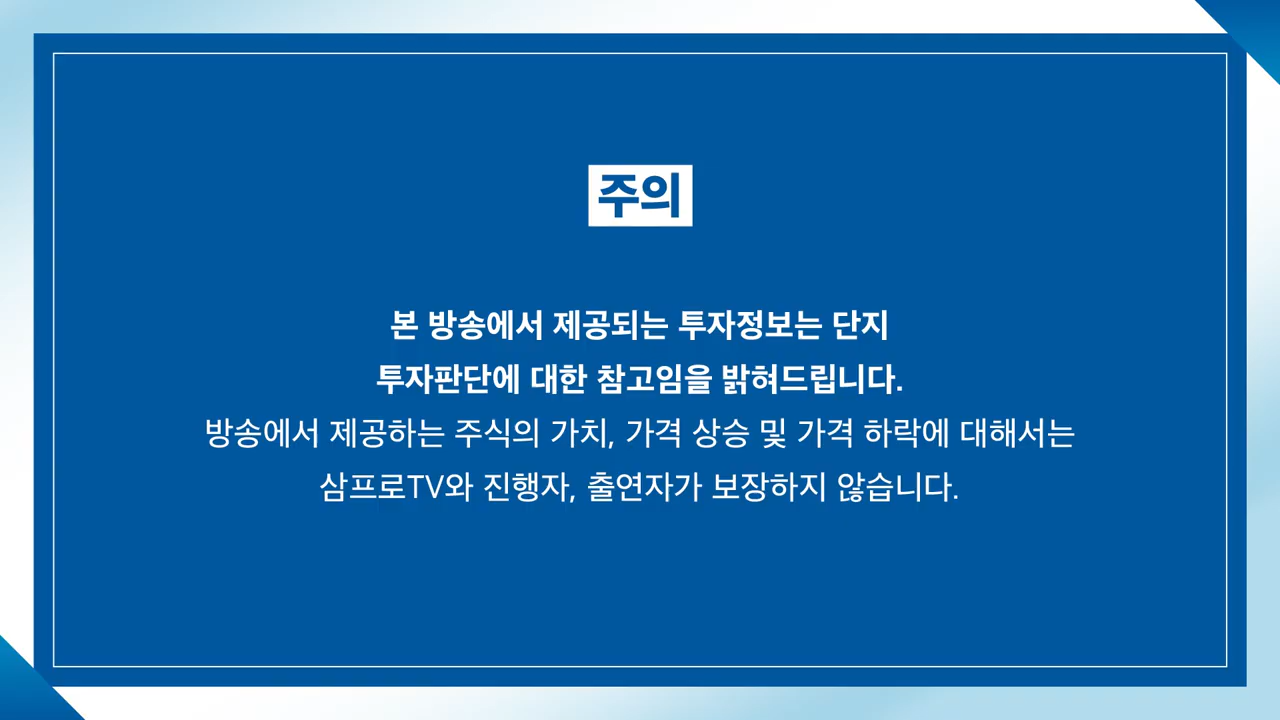 주의
본 방송에서 제공되는 투자정보는 단지
투자판단에 대한 참고임을 밝혀드립니다.
방송에서 제공하는 주식의 가치, 가격 상승 및 가격 하락에 대해서는
삼프로TV와 진행자, 출연자가 보장하지 않습니다.